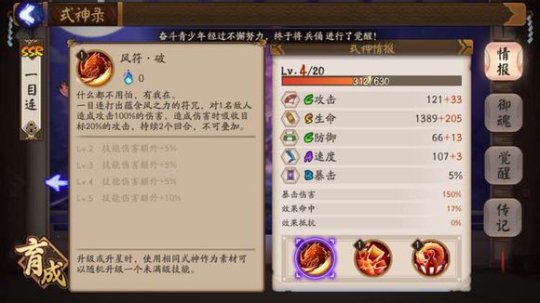 式神录
奋斗青少年经过不懈努力，终于将兵俑进行了觉醒！
SSR
一目连
1
风符·破
0
什么都不用怕，有我在。
一目连打出蕴含风之力的符咒，对1名敌人
造成攻击100%的伤害，造成伤害时吸收目
标20%的攻击，持续2个回合，不可叠加。
Lv.2 技能伤害额外+5%
Lv.3 技能伤害额外+5%
Lv.4 技能伤害额外+5%
Lv.5 技能伤害额外+10%
升级或升星时，使用相同式神作为素材可
以随机升级一个未满级技能。
育成
式神情报
Lv.4/20
312/630
S攻击 121+33
S生命 1389+205
S防御 66+13
A速度 107+3
B暴击 5%
暴击伤害 150%
效果命中 17%
效果抵抗 0%
1 1 1
情报
御魂
觉醒
传记